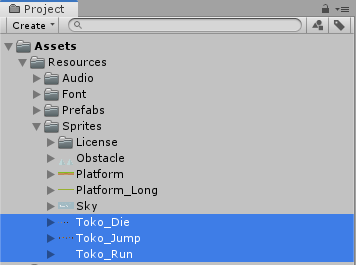 Project
Create
Assets
Resources
Audio
Font
Prefabs
Sprites
License
Obstacle
Platform
Platform_Long
Sky
Toko_Die
Toko_Jump
Toko_Run